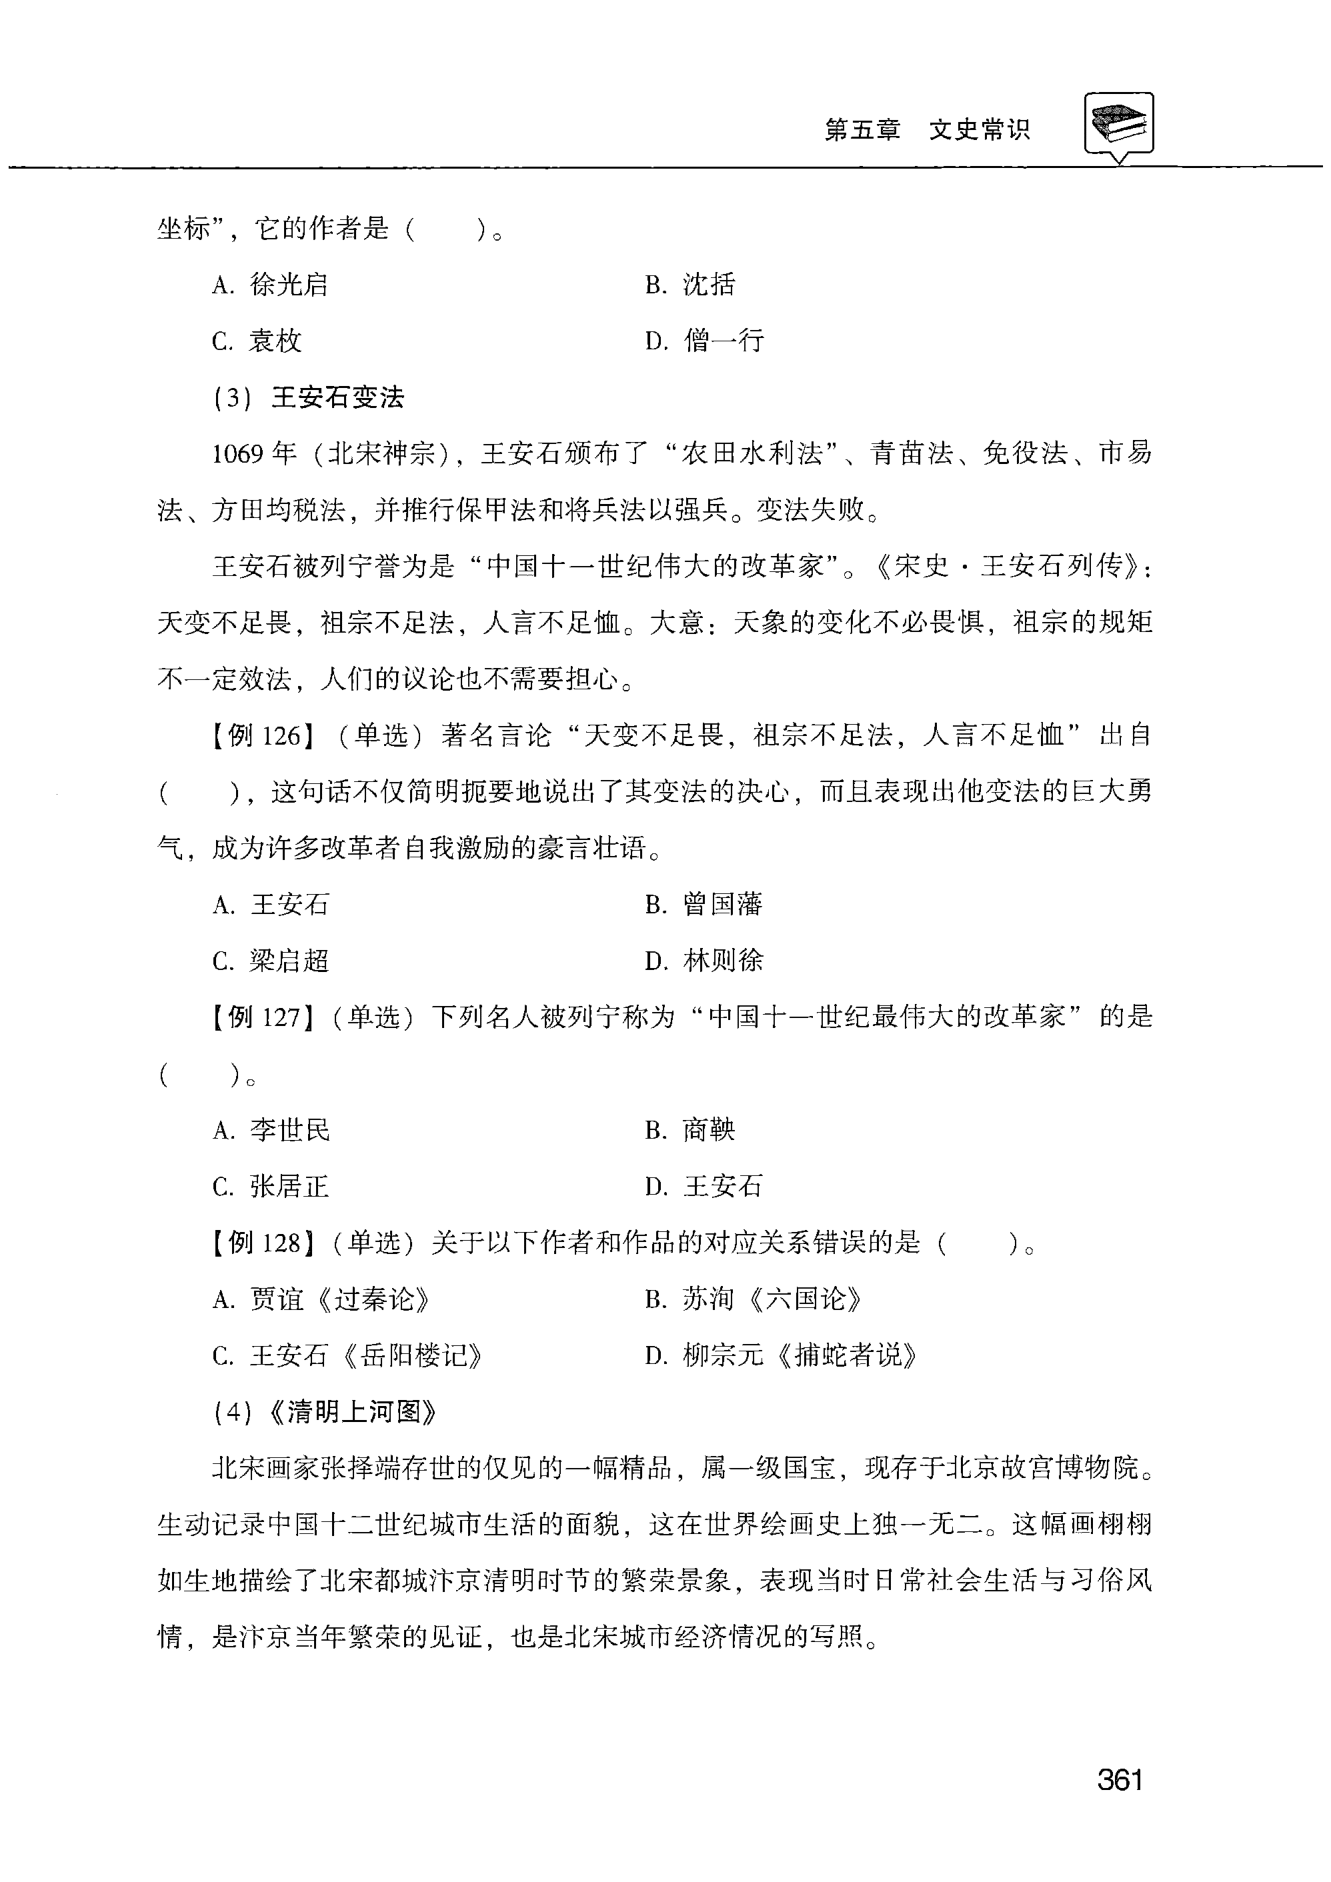 第五章　文史常识
坐标”，它的作者是（　　）。
A. 徐光启　　B. 沈括
C. 袁枚　　D. 僧一行
(3) 王安石变法
1069 年（北宋神宗），王安石颁布了“农田水利法”、青苗法、免役法、市易
法、方田均税法，并推行保甲法和将兵法以强兵。变法失败。
王安石被列宁誉为是“中国十一世纪伟大的改革家”。《宋史·王安石列传》：
天变不足畏，祖宗不足法，人言不足恤。大意：天象的变化不必畏惧，祖宗的规矩
不一定效法，人们的议论也不需要担心。
【例 126】（单选）著名言论“天变不足畏，祖宗不足法，人言不足恤”出自
（　　），这句话不仅简明扼要地说出了其变法的决心，而且表现出他变法的巨大勇
气，成为许多改革者自我激励的豪言壮语。
A. 王安石　　B. 曾国藩
C. 梁启超　　D. 林则徐
【例 127】（单选）下列名人被列宁称为“中国十一世纪最伟大的改革家”的是
（　　）。
A. 李世民　　B. 商鞅
C. 张居正　　D. 王安石
【例 128】（单选）关于以下作者和作品的对应关系错误的是（　　）。
A. 贾谊《过秦论》　　B. 苏洵《六国论》
C. 王安石《岳阳楼记》　　D. 柳宗元《捕蛇者说》
(4)《清明上河图》
北宋画家张择端存世的仅见的一幅精品，属一级国宝，现存于北京故宫博物院。
生动记录中国十二世纪城市生活的面貌，这在世界绘画史上独一无二。这幅画栩栩
如生地描绘了北宋都城汴京清明时节的繁荣景象，表现当时日常社会生活与习俗风
情，是汴京当年繁荣的见证，也是北宋城市经济情况的写照。
361